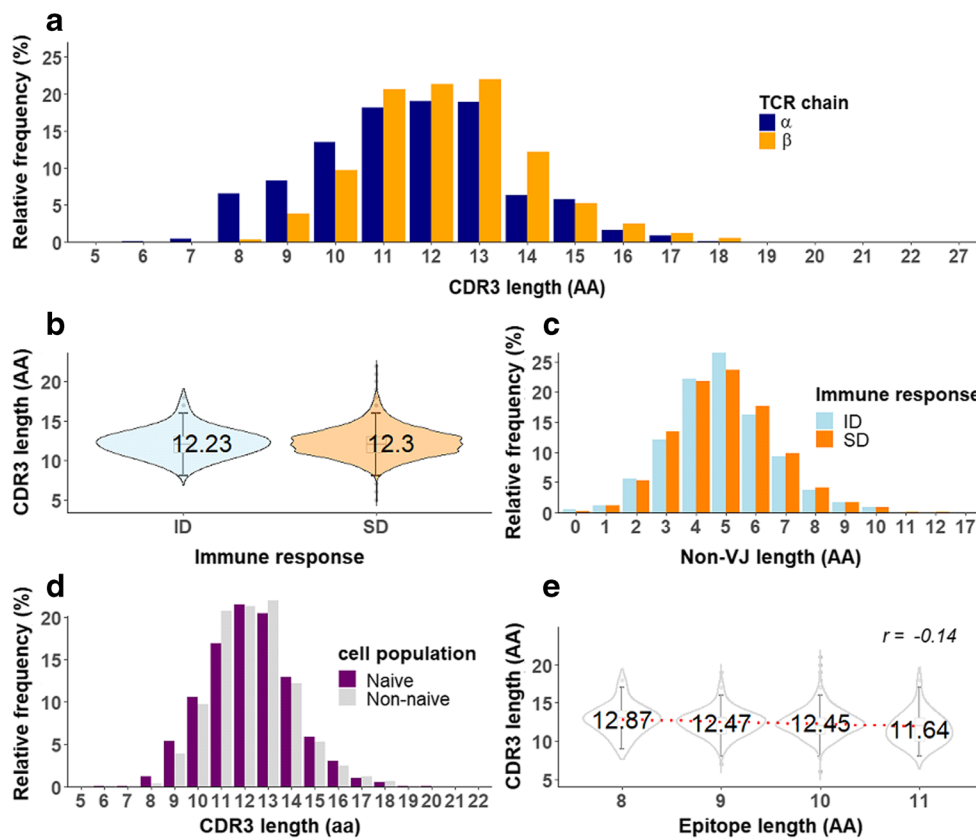 a
Relative frequency (%)
25
20
15
10
5
0
5 6 7 8 9 10 11 12 13 14 15 16 17 18 19 20 21 22 27
CDR3 length (AA)
TCR chain
α
β
b
CDR3 length (AA)
20
15
10
5
12.23
12.3
ID SD
Immune response
c
Relative frequency (%)
25
20
15
10
5
0
0 1 2 3 4 5 6 7 8 9 10 11 12 17
Non-VJ length (AA)
Immune response
ID
SD
d
Relative frequency (%)
20
15
10
5
0
5 6 7 8 9 10 11 12 13 14 15 16 17 18 19 20 21 22
CDR3 length (aa)
cell population
Naive
Non-naive
e
CDR3 length (AA)
20
15
10
5
r = -0.14
12.87
12.47
12.45
11.64
8 9 10 11
Epitope length (AA)